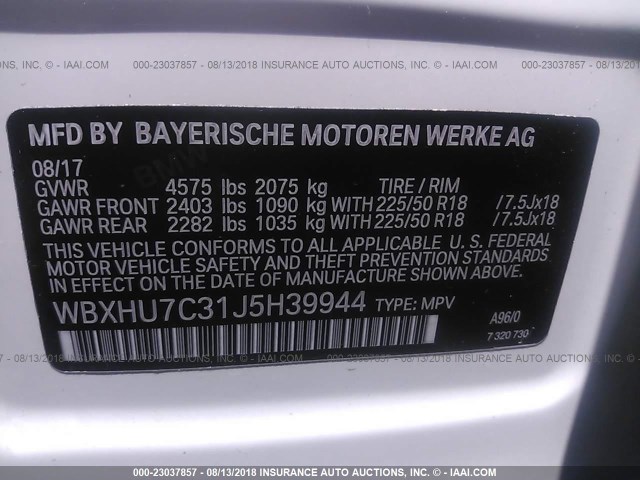 000-23037857 - 08/13/2018 INSURANCE AUTO AUCTIONS, INC. © - IAAI.COM
MFD BY BAYERISCHE MOTOREN WERKE AG
08/17
GVWR 4575 lbs 2075 kg TIRE / RIM
GAWR FRONT 2403 lbs 1090 kg WITH 225/50 R18 /7.5Jx18
GAWR REAR 2282 lbs 1035 kg WITH 225/50 R18 /7.5Jx18
THIS VEHICLE CONFORMS TO ALL APPLICABLE U. S. FEDERAL
MOTOR VEHICLE SAFETY AND THEFT PREVENTION STANDARDS
IN EFFECT ON THE DATE OF MANUFACTURE SHOWN ABOVE.
WBXHU7C31J5H39944 TYPE: MPV
A96/0
7 320 730
000-23037857 - 08/13/2018 INSURANCE AUTO AUCTIONS, INC. © - IAAI.COM